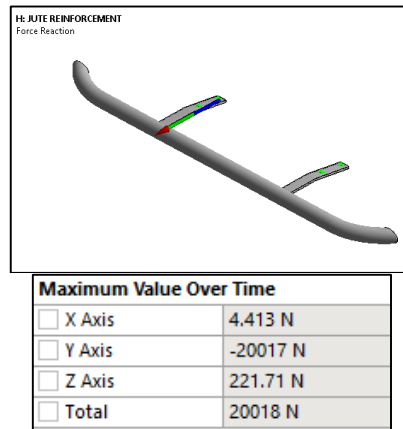 H: JUTE REINFORCEMENT
Force Reaction
Maximum Value Over Time
X Axis 4.413 N
Y Axis -20017 N
Z Axis 221.71 N
Total 20018 N